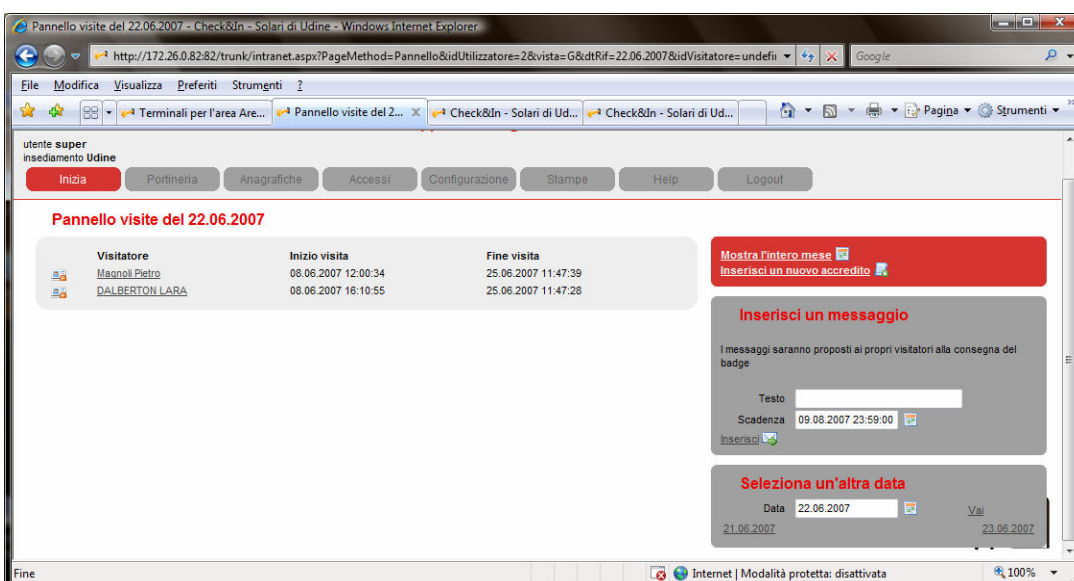 Pannello visite del 22.06.2007 - Check&In - Solari di Udine - Windows Internet Explorer
http://172.26.0.82:82/trunk/intranet.aspx?PageMethod=Pannello&idUtilizzatore=2&vista=G&dtRif=22.06.2007&idVisitatore=undefii
Google
File Modifica Visualizza Preferiti Strumenti ?
Terminali per l'area Are...
Pannello visite del 2...
Check&In - Solari di Ud...
Check&In - Solari di Ud...
Pagina
Strumenti
utente super
insediamento Udine
Inizia Portineria Anagrafiche Accessi Configurazione Stampe Help Logout
Pannello visite del 22.06.2007
Visitatore Inizio visita Fine visita
Magnoli Pietro 08.06.2007 12:00:34 25.06.2007 11:47:39
DALBERTON LARA 08.06.2007 16:10:55 25.06.2007 11:47:28
Mostra l'intero mese
Inserisci un nuovo accredito
Inserisci un messaggio
I messaggi saranno proposti ai propri visitatori alla consegna del
badge
Testo
Scadenza 09.08.2007 23:59:00
Inserisci
Seleziona un'altra data
Data 22.06.2007 Vai
21.06.2007 23.06.2007
Fine
Internet | Modalità protetta: disattivata
100%